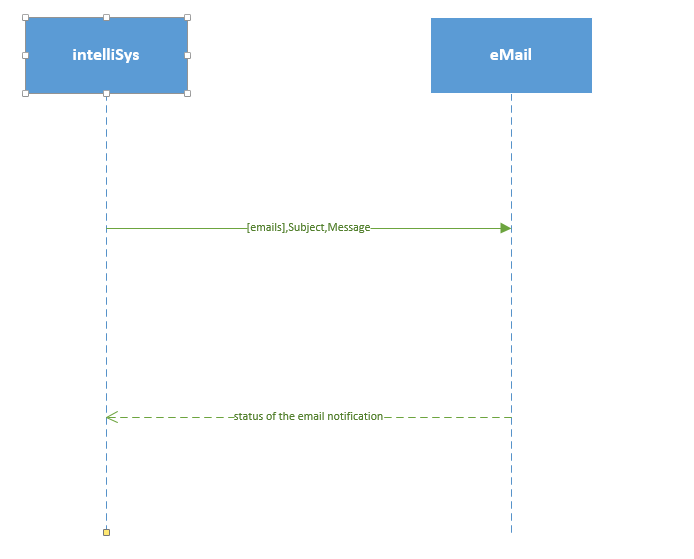 intelliSys
eMail
[emails],Subject,Message
status of the email notification